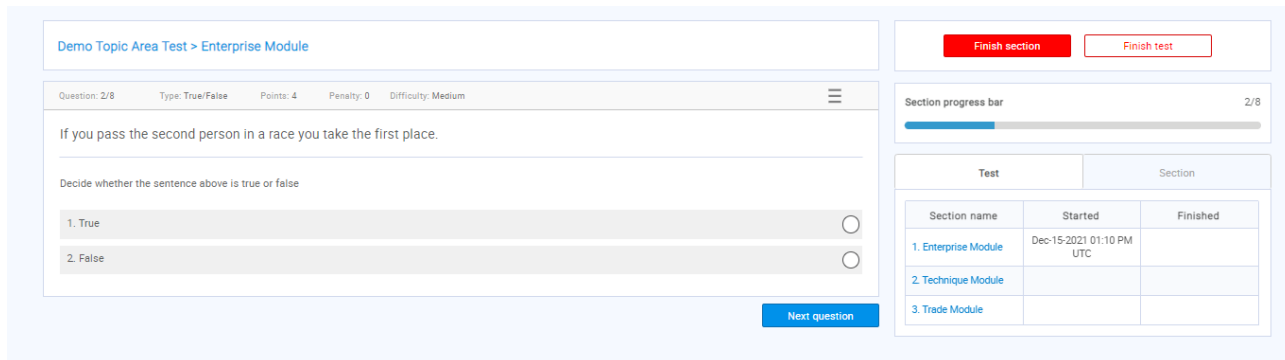 Demo Topic Area Test > Enterprise Module
Finish section
Finish test
Question: 2/8 Type: True/False Points: 4 Penalty: 0 Difficulty: Medium
If you pass the second person in a race you take the first place.
Decide whether the sentence above is true or false
1. True
2. False
Next question
Section progress bar 2/8
Test Section
Section name Started Finished
1. Enterprise Module Dec-15-2021 01:10 PM
UTC
2. Technique Module
3. Trade Module